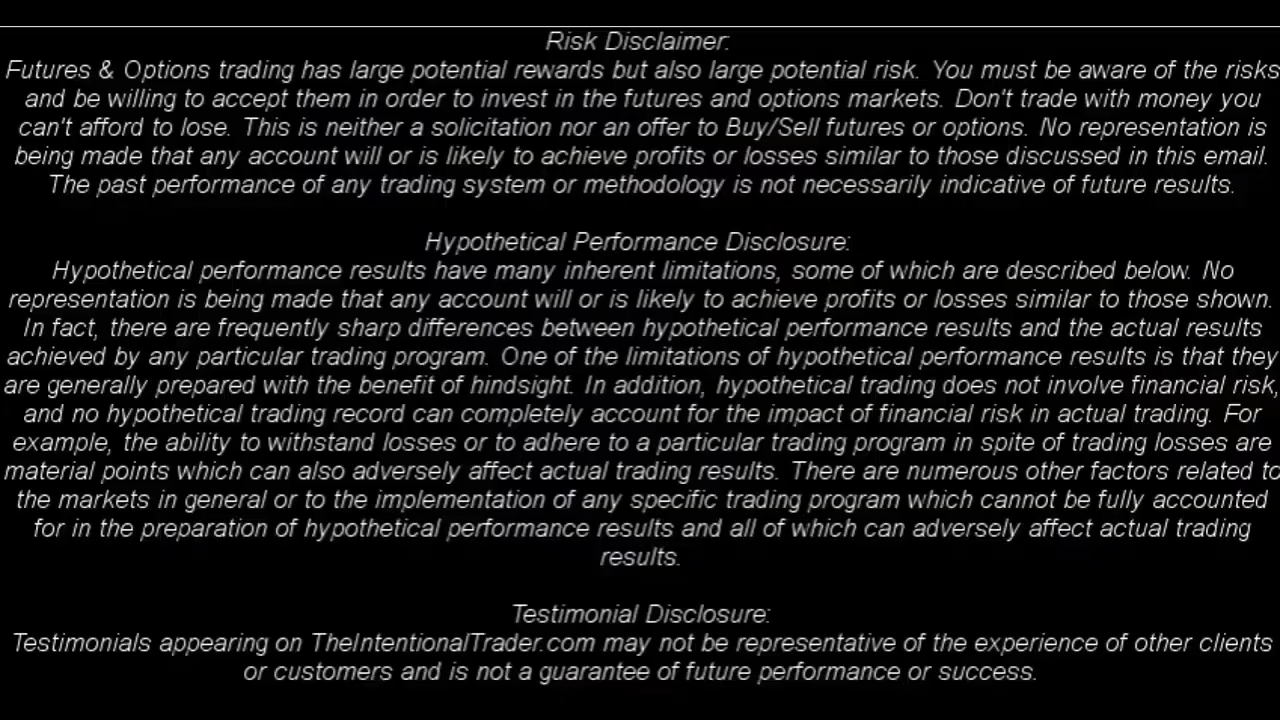 Risk Disclaimer:
Futures & Options trading has large potential rewards but also large potential risk. You must be aware of the risks
and be willing to accept them in order to invest in the futures and options markets. Don't trade with money you
can't afford to lose. This is neither a solicitation nor an offer to Buy/Sell futures or options. No representation is
being made that any account will or is likely to achieve profits or losses similar to those discussed in this email.
The past performance of any trading system or methodology is not necessarily indicative of future results.
Hypothetical Performance Disclosure:
Hypothetical performance results have many inherent limitations, some of which are described below. No
representation is being made that any account will or is likely to achieve profits or losses similar to those shown.
In fact, there are frequently sharp differences between hypothetical performance results and the actual results
achieved by any particular trading program. One of the limitations of hypothetical performance results is that they
are generally prepared with the benefit of hindsight. In addition, hypothetical trading does not involve financial risk,
and no hypothetical trading record can completely account for the impact of financial risk in actual trading. For
example, the ability to withstand losses or to adhere to a particular trading program in spite of trading losses are
material points which can also adversely affect actual trading results. There are numerous other factors related to
the markets in general or to the implementation of any specific trading program which cannot be fully accounted
for in the preparation of hypothetical performance results and all of which can adversely affect actual trading
results.
Testimonial Disclosure:
Testimonials appearing on TheIntentionalTrader.com may not be representative of the experience of other clients
or customers and is not a guarantee of future performance or success.